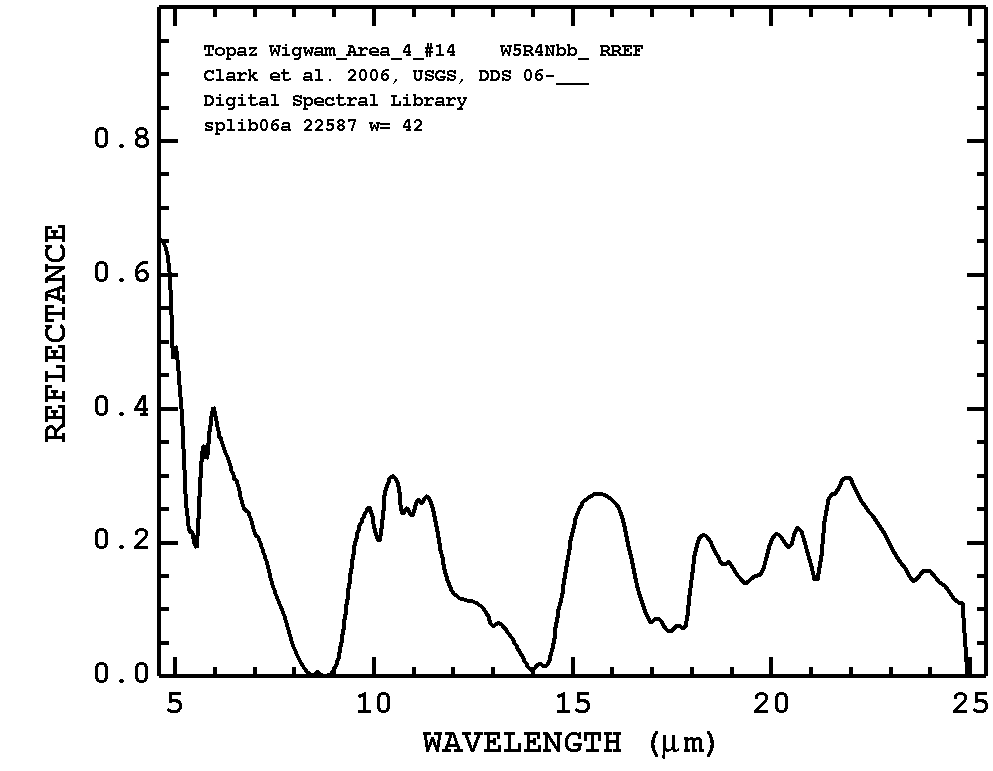 Topaz Wigwam_Area_4_#14 W5R4Nbb_ RREF
Clark et al. 2006, USGS, DDS 06-___
Digital Spectral Library
splib06a 22587 w= 42
REFLECTANCE
0.8
0.6
0.4
0.2
0.0
5 10 15 20 25
WAVELENGTH (μm)